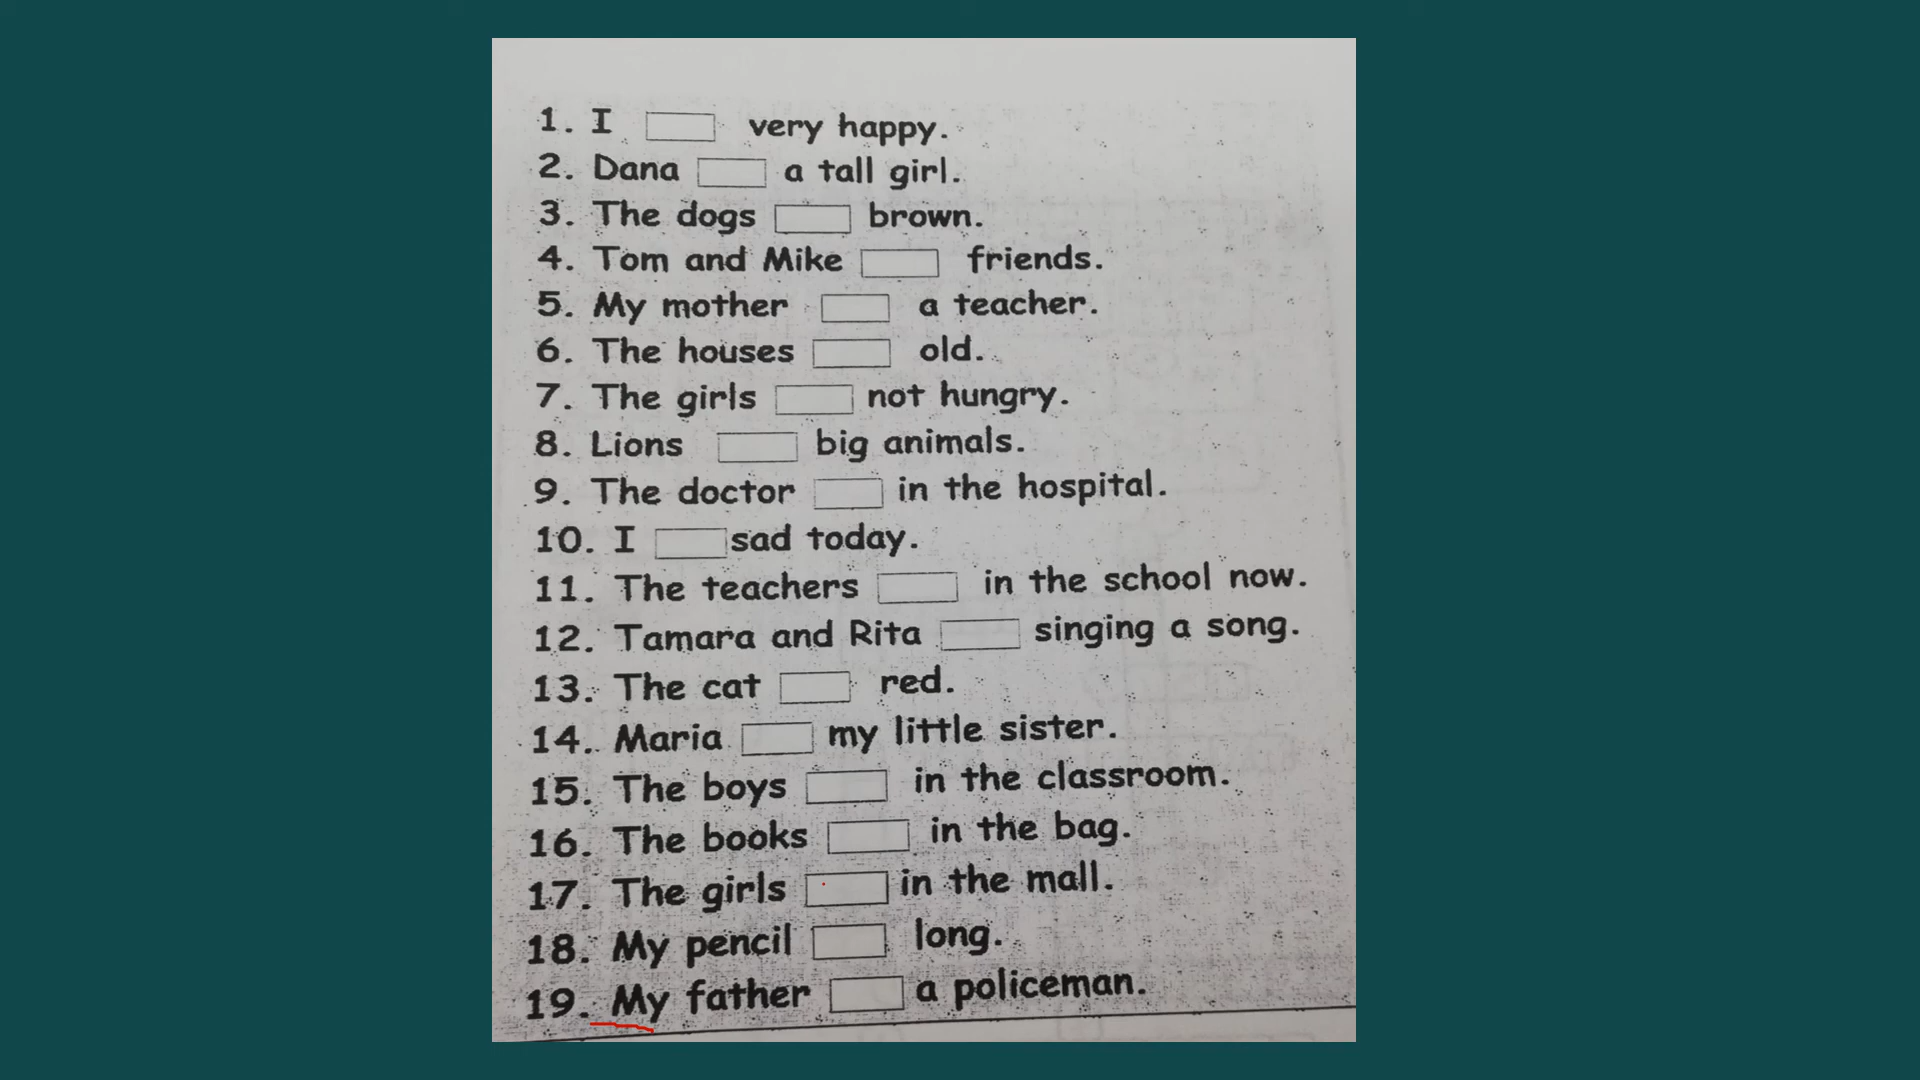 1. I very happy.
2. Dana a tall girl.
3. The dogs brown.
4. Tom and Mike friends.
5. My mother a teacher.
6. The houses old.
7. The girls not hungry.
8. Lions big animals.
9. The doctor in the hospital.
10. I sad today.
11. The teachers in the school now.
12. Tamara and Rita singing a song.
13. The cat red.
14. Maria my little sister.
15. The boys in the classroom.
16. The books in the bag.
17. The girls in the mall.
18. My pencil long.
19. My father a policeman.